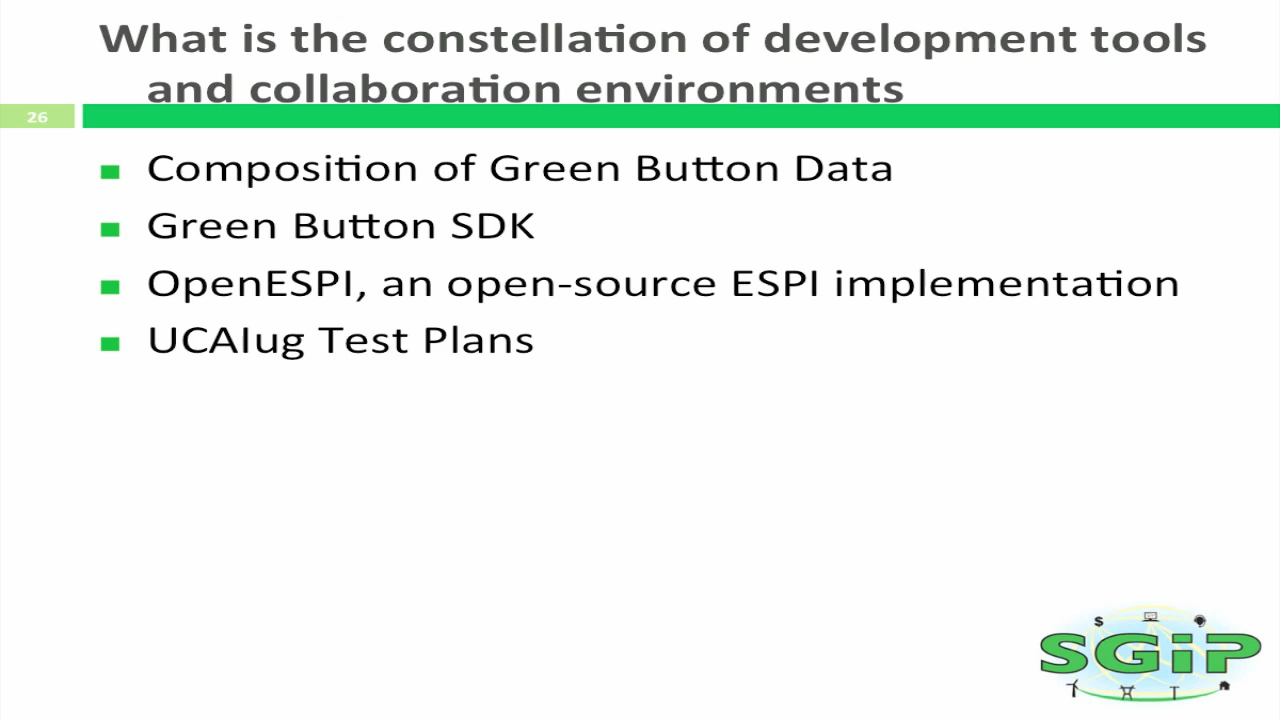 What is the constellation of development tools
and collaboration environments
26
Composition of Green Button Data
Green Button SDK
OpenESPI, an open-source ESPI implementation
UCAIug Test Plans
$
SGiP